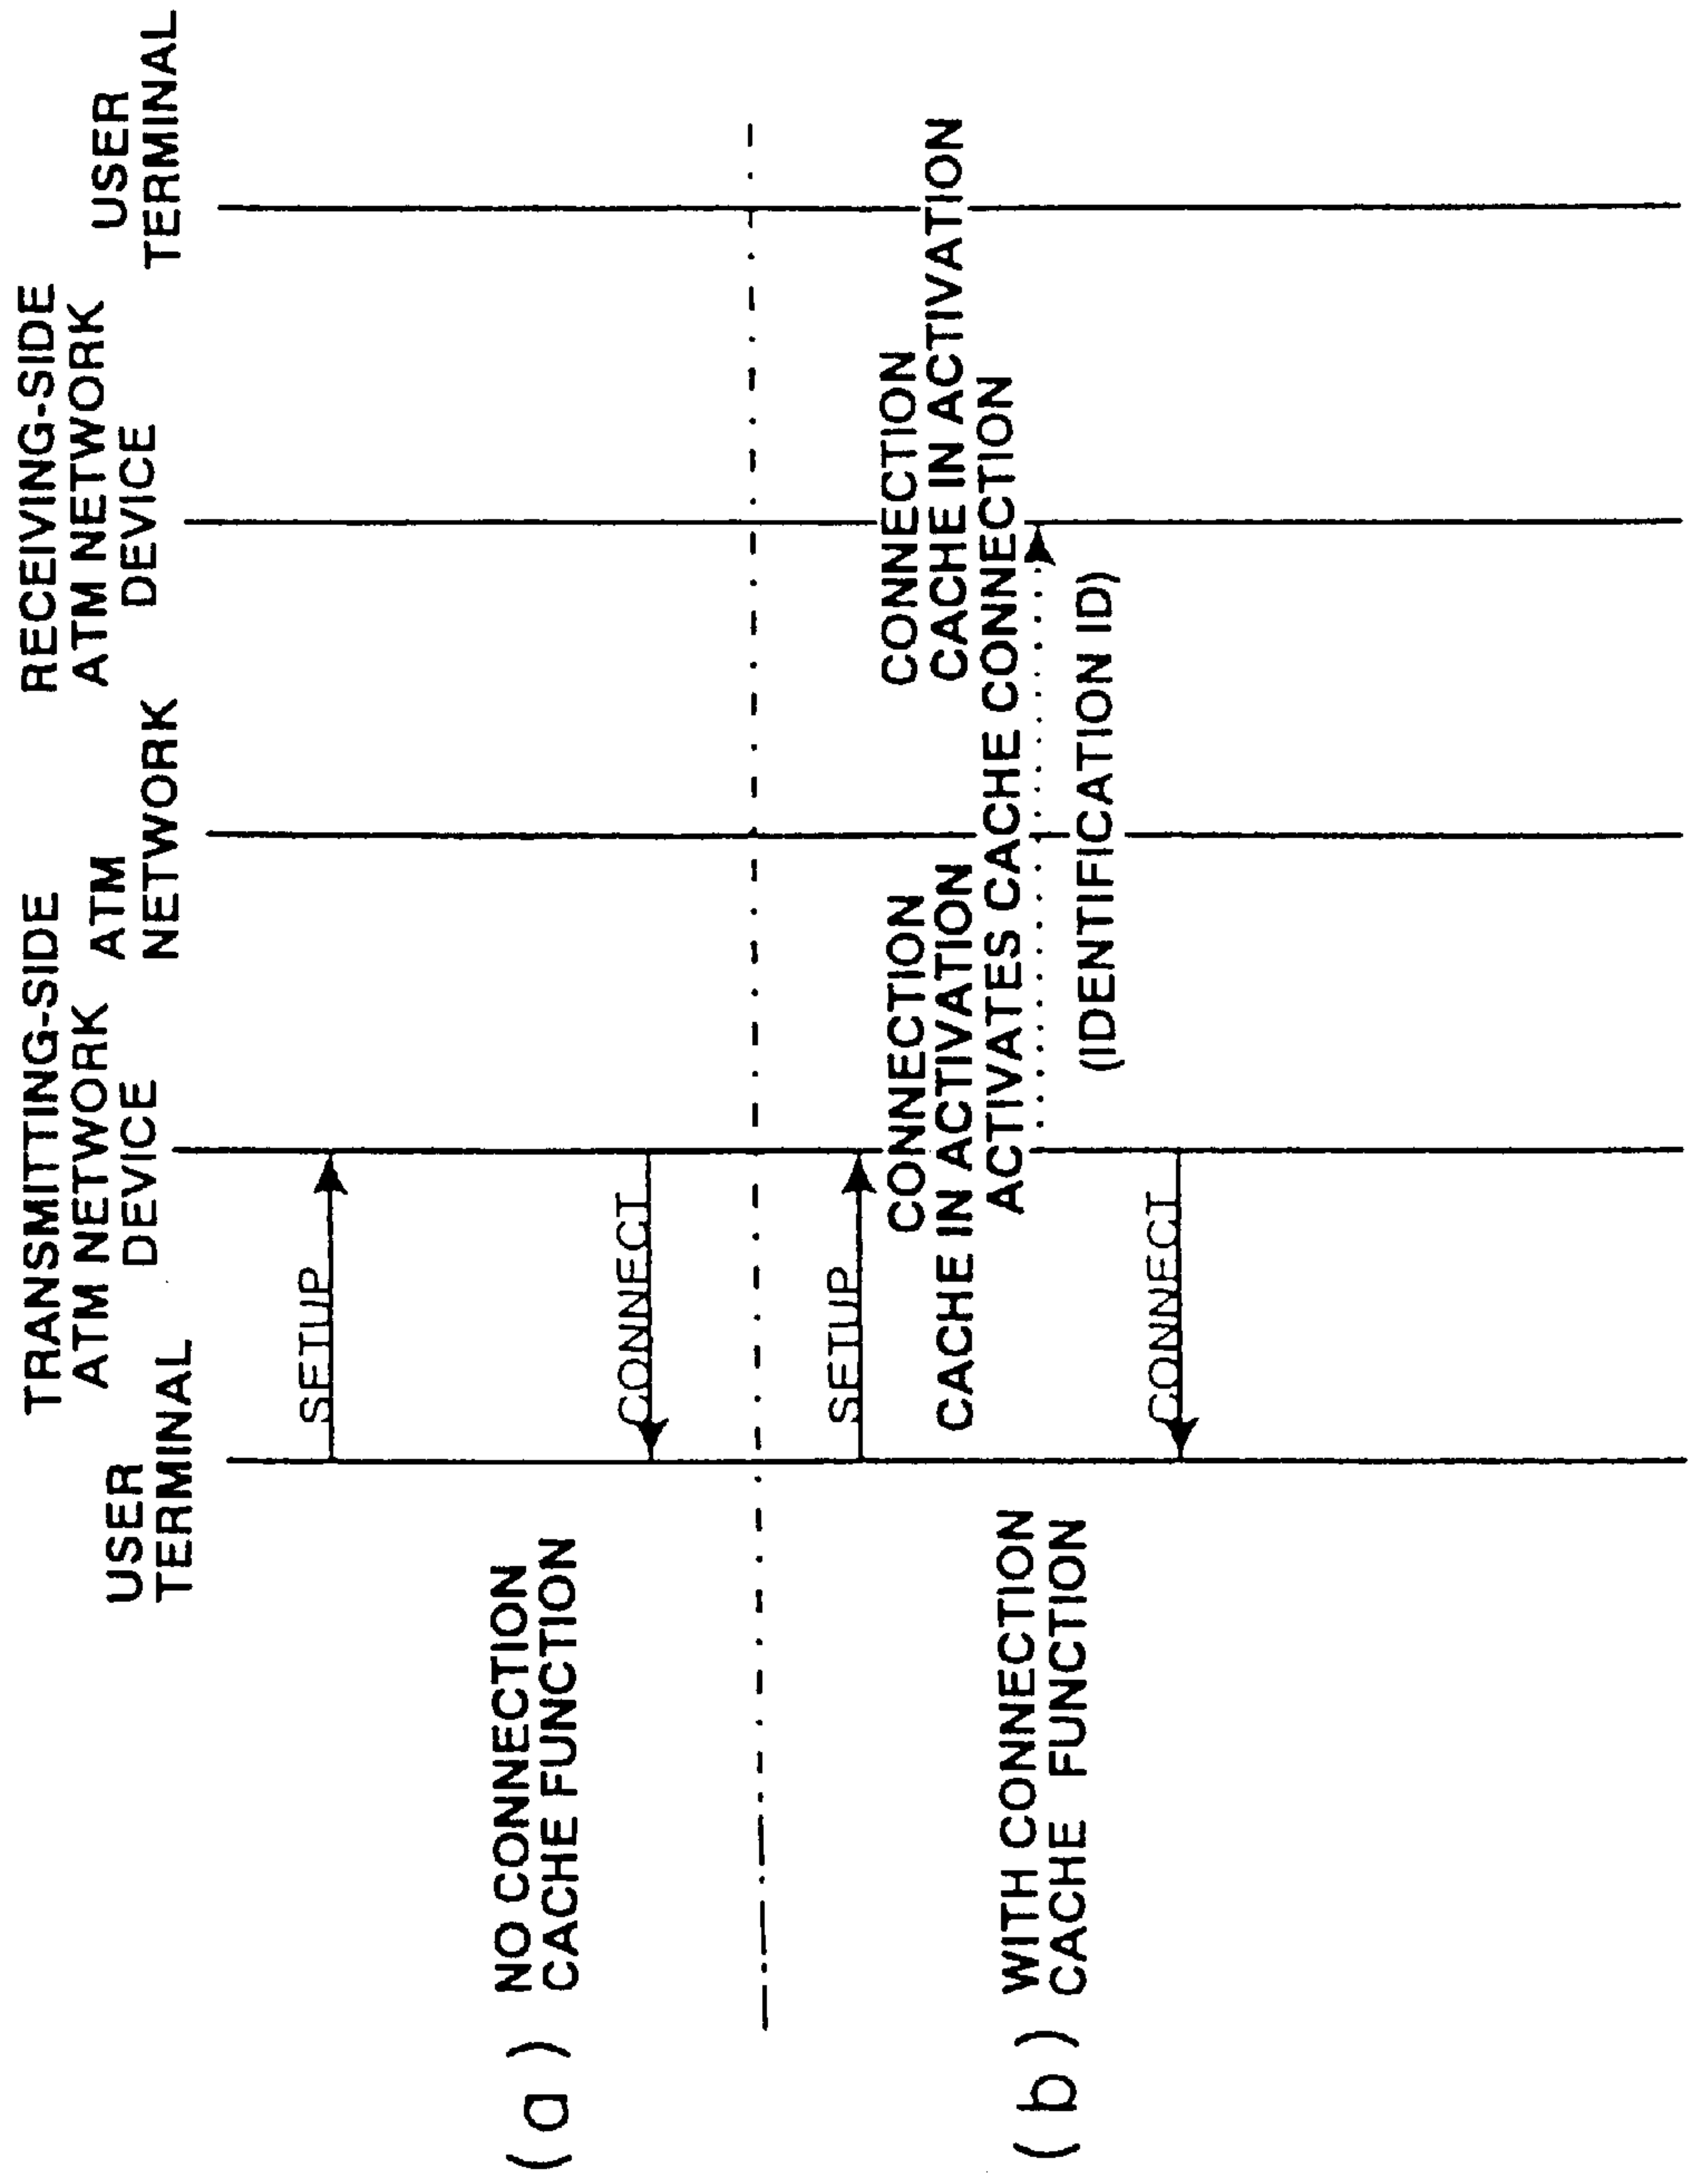 USER
TERMINAL
TRANSMITTING-SIDE
ATM NETWORK
DEVICE
ATM
NETWORK
RECEIVING-SIDE
ATM NETWORK
DEVICE
USER
TERMINAL
(a) NO CONNECTION
CACHE FUNCTION
SETUP
CONNECT
(b) WITH CONNECTION
CACHE FUNCTION
SETUP
CONNECTION
CACHE IN ACTIVATION
CONNECTION
CACHE IN ACTIVATION
ACTIVATES CACHE CONNECTION
(IDENTIFICATION ID)
CONNECT